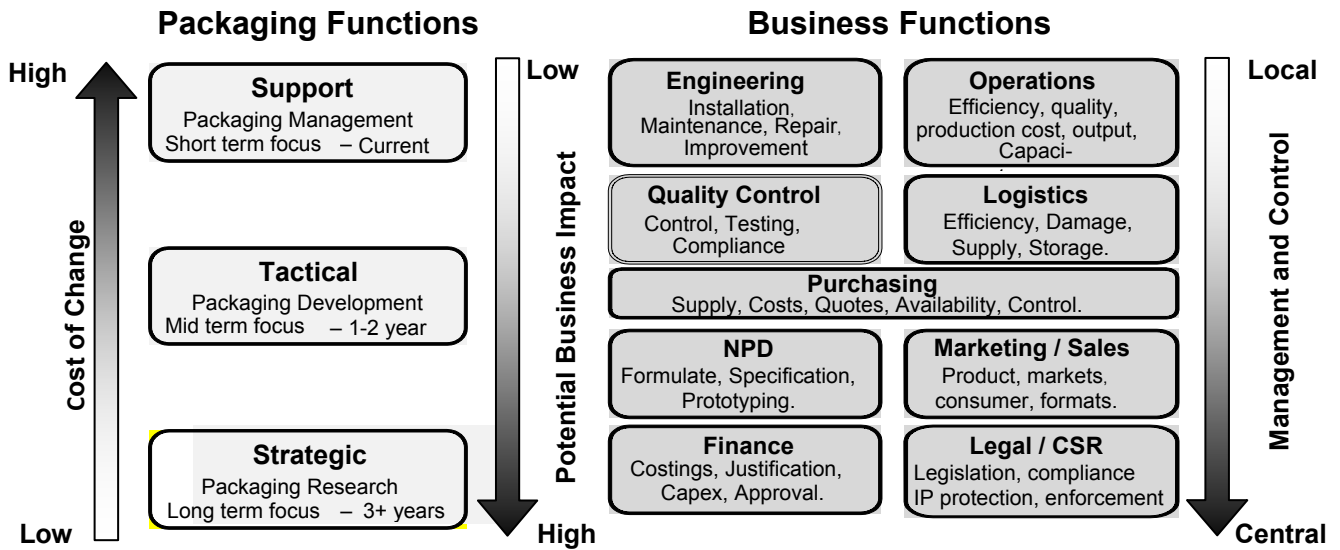 Packaging Functions
High
Low
Cost of Change
Support
Packaging Management
Short term focus – Current
Tactical
Packaging Development
Mid term focus – 1-2 year
Strategic
Packaging Research
Long term focus – 3+ years
Low
High
Potential Business Impact
Business Functions
Engineering
Installation,
Maintenance, Repair,
Improvement
Operations
Efficiency, quality,
production cost, output,
Capaci-
Quality Control
Control, Testing,
Compliance
Logistics
Efficiency, Damage,
Supply, Storage.
Purchasing
Supply, Costs, Quotes, Availability, Control.
NPD
Formulate, Specification,
Prototyping.
Marketing / Sales
Product, markets,
consumer, formats.
Finance
Costings, Justification,
Capex, Approval.
Legal / CSR
Legislation, compliance
IP protection, enforcement
Local
Central
Management and Control